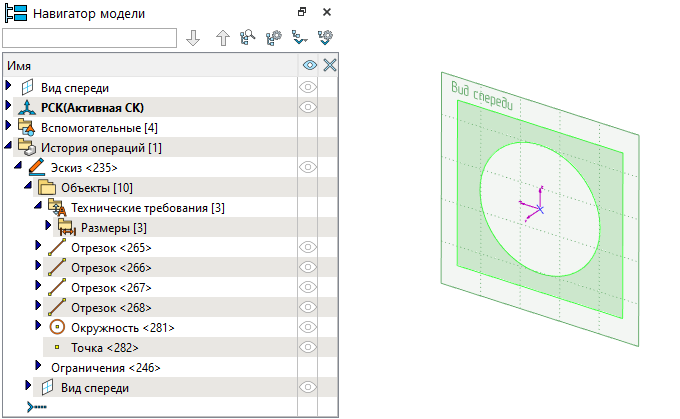 Навигатор модели
Имя
Вид спереди
РСК(Активная СК)
Вспомогательные [4]
История операций [1]
Эскиз <235>
Объекты [10]
Технические требования [3]
Размеры [3]
Отрезок <265>
Отрезок <266>
Отрезок <267>
Отрезок <268>
Окружность <281>
Точка <282>
Ограничения <246>
Вид спереди
Вид спереди